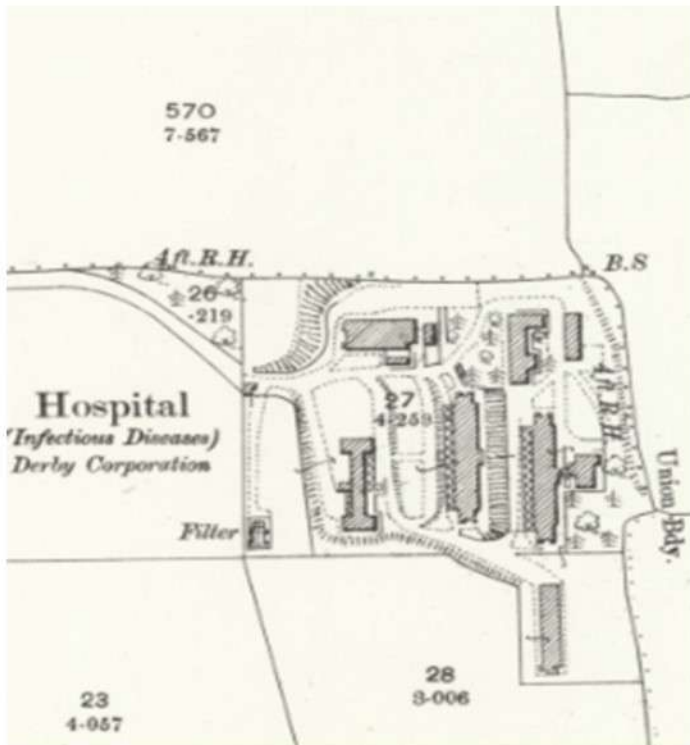 570
7·567
4ft. R.H.
B.S
26
·219
27
4·259
4ft R.H.
Hospital
(Infectious Diseases)
Derby Corporation
Filter
Union Bdy.
28
3·006
23
4·057